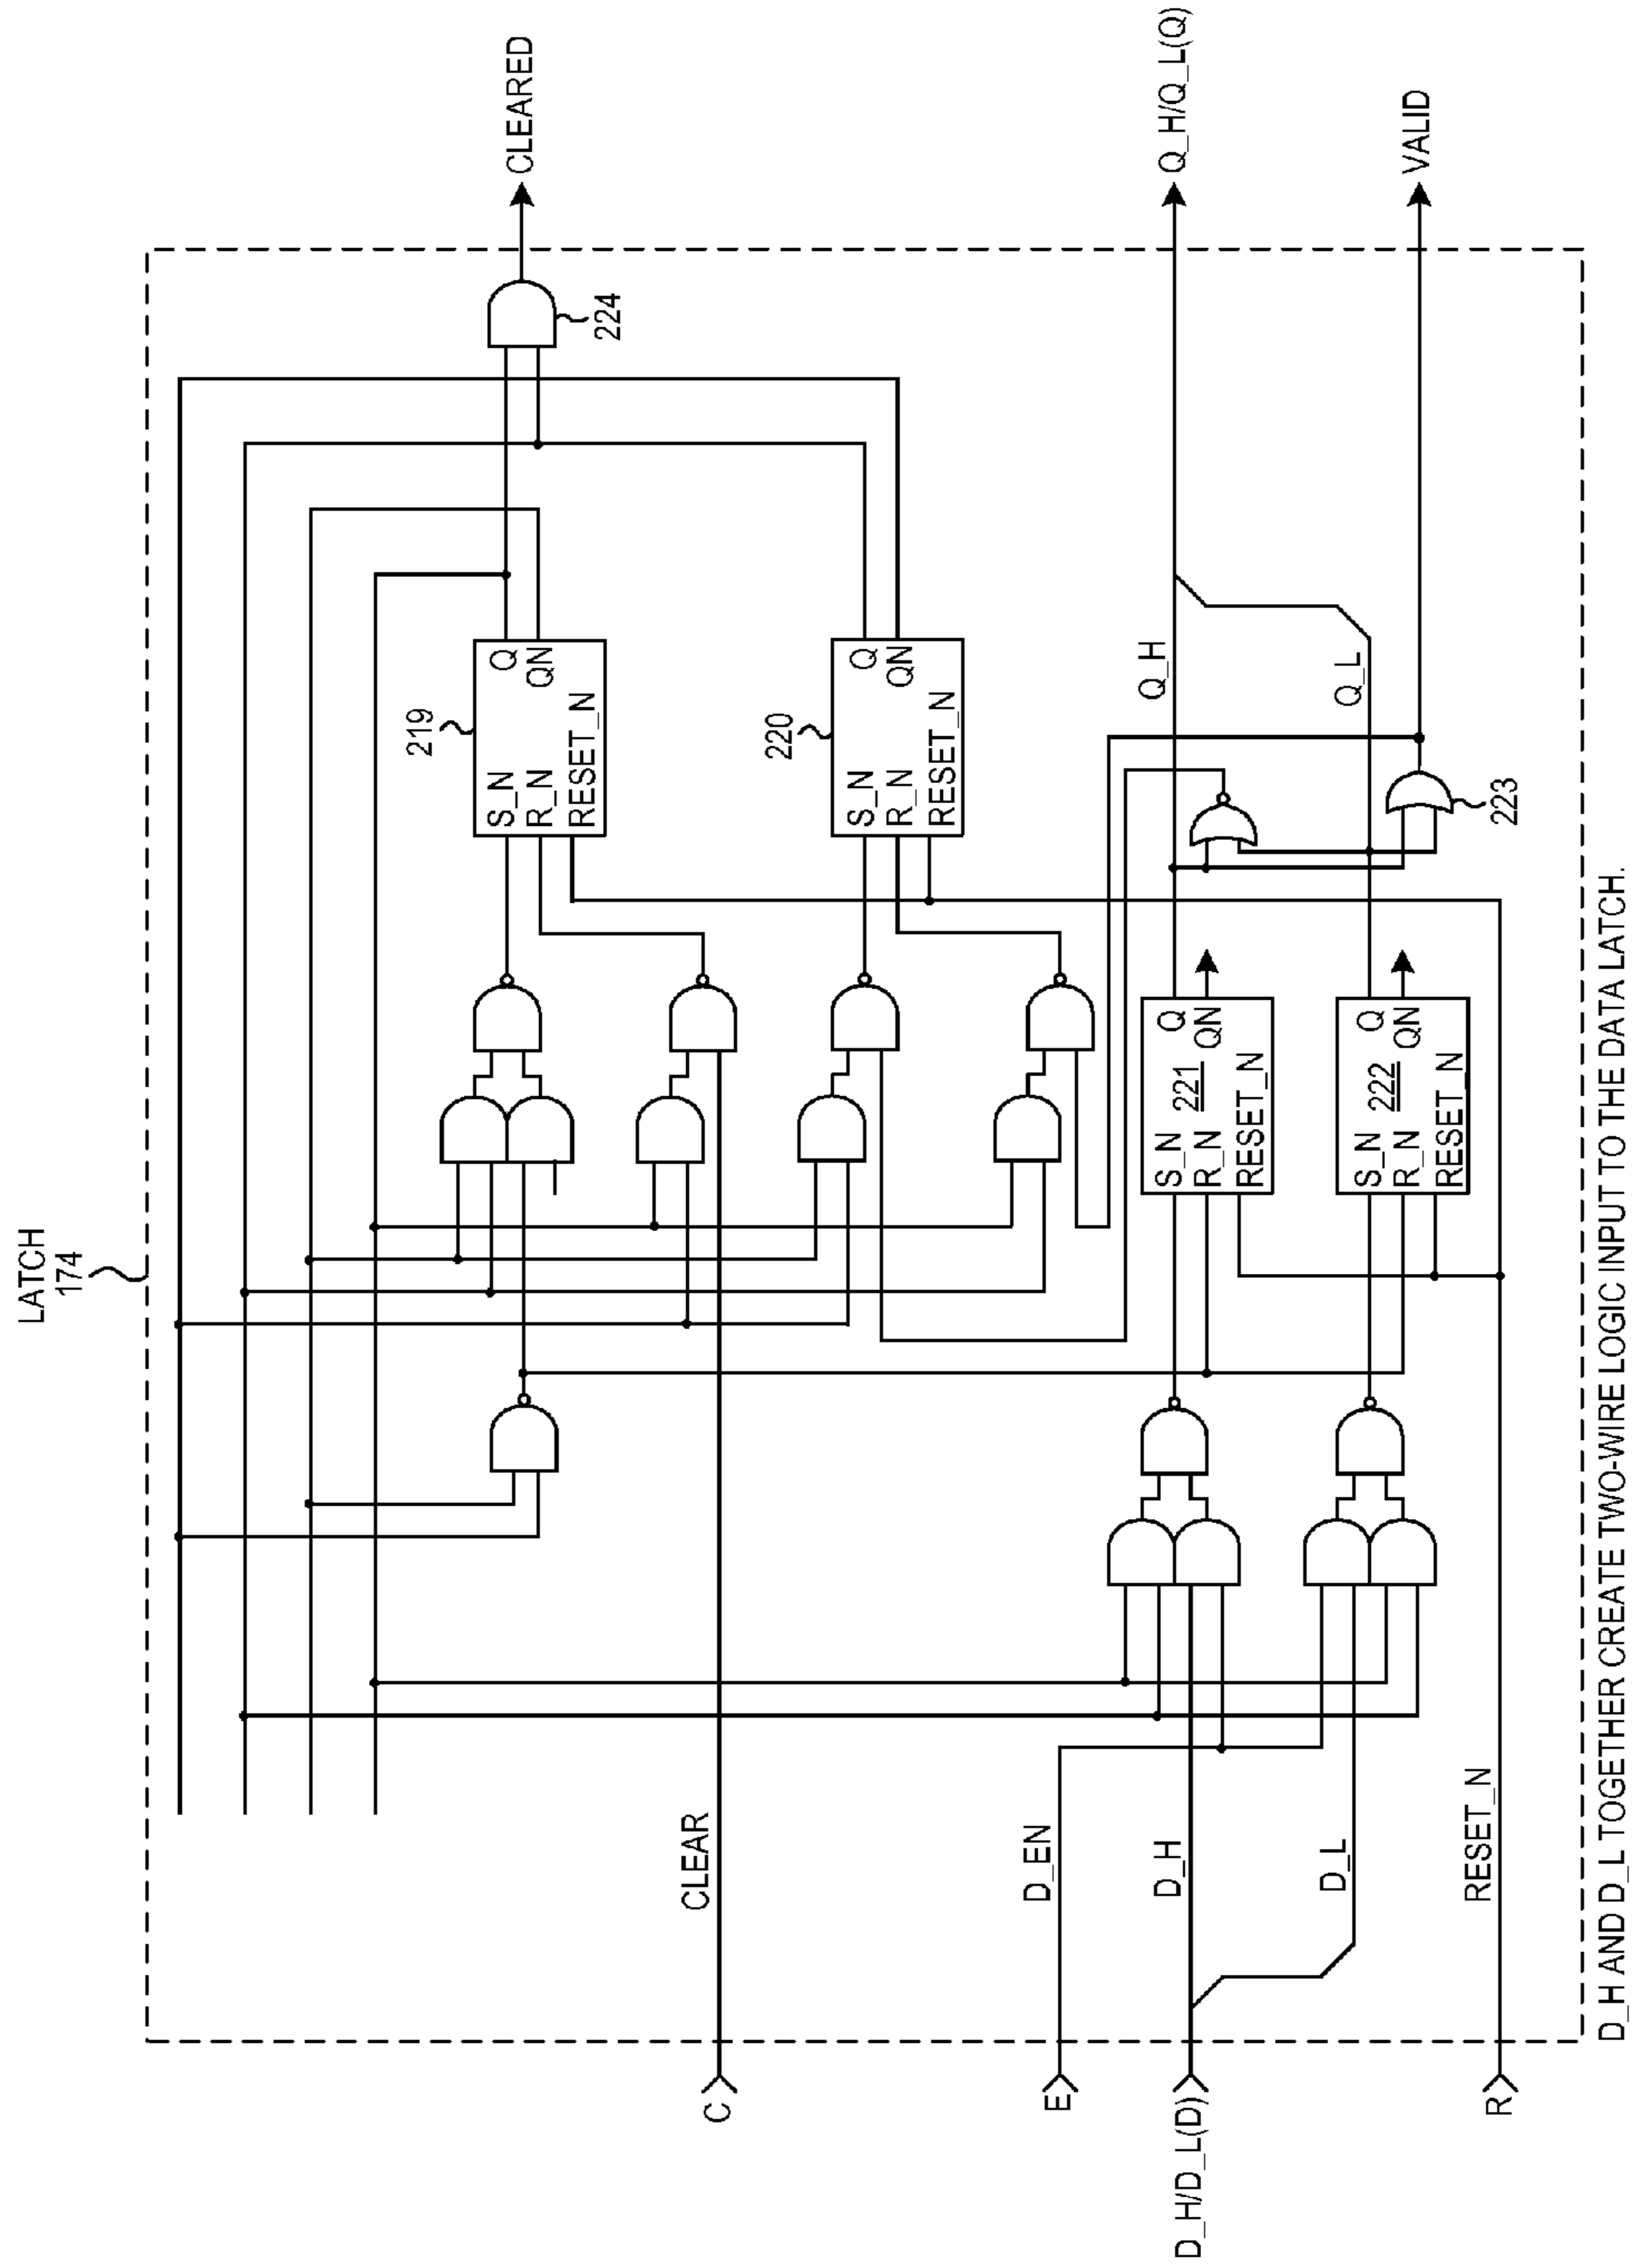 LATCH
174
CLEARED
224
219
S_N
R_N
RESET_N
Q
QN
220
S_N
R_N
RESET_N
Q
QN
C
CLEAR
E
D_EN
D_H/D_L(D)
D_H
D_L
R
RESET_N
S_N
R_N
RESET_N
221
Q
QN
S_N
R_N
RESET_N
222
Q
QN
Q_H
Q_L
223
Q_H/Q_L(Q)
VALID
D_H AND D_L TOGETHER CREATE TWO-WIRE LOGIC INPUT TO THE DATA LATCH.